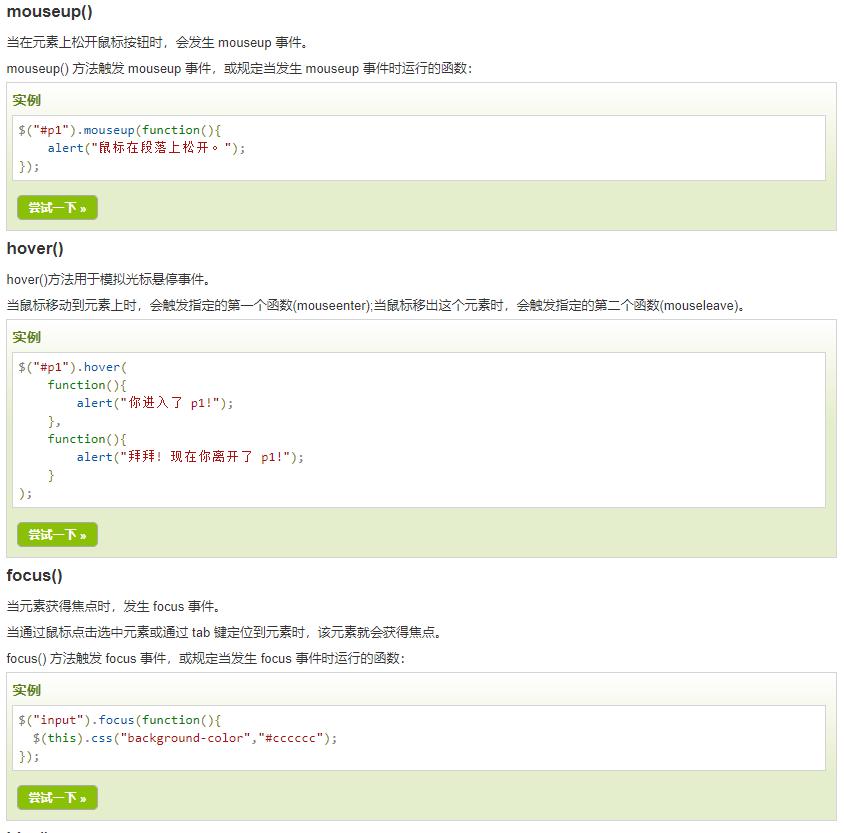 mouseup()
当在元素上松开鼠标按钮时，会发生 mouseup 事件。
mouseup() 方法触发 mouseup 事件，或规定当发生 mouseup 事件时运行的函数：
实例
$("#p1").mouseup(function(){
    alert("鼠标在段落上松开。");
});
尝试一下 »
hover()
hover()方法用于模拟光标悬停事件。
当鼠标移动到元素上时，会触发指定的第一个函数(mouseenter);当鼠标移出这个元素时，会触发指定的第二个函数(mouseleave)。
实例
$("#p1").hover(
    function(){
        alert("你进入了 p1!");
    },
    function(){
        alert("拜拜! 现在你离开了 p1!");
    }
);
尝试一下 »
focus()
当元素获得焦点时，发生 focus 事件。
当通过鼠标点击选中元素或通过 tab 键定位到元素时，该元素就会获得焦点。
focus() 方法触发 focus 事件，或规定当发生 focus 事件时运行的函数：
实例
$("input").focus(function(){
  $(this).css("background-color","#cccccc");
});
尝试一下 »